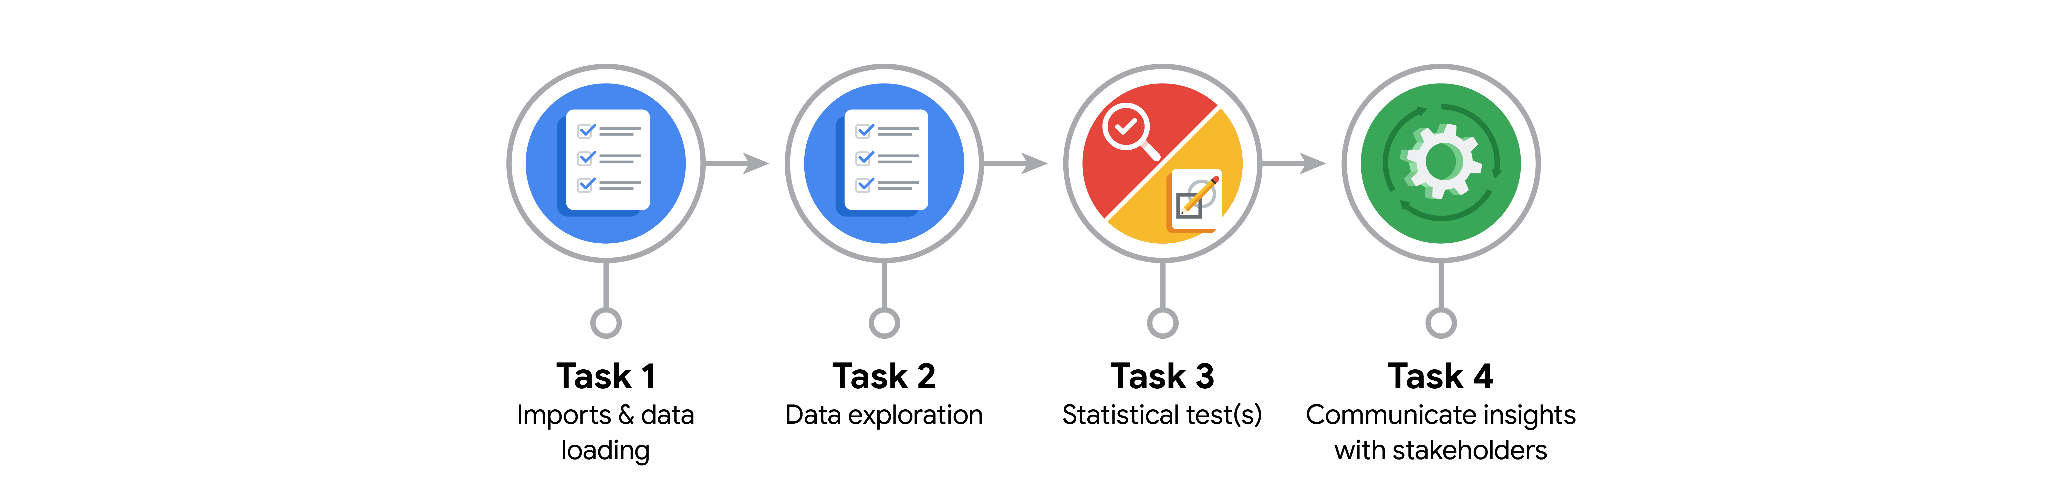 Task 1
Imports & data
loading
Task 2
Data exploration
Task 3
Statistical test(s)
Task 4
Communicate insights
with stakeholders